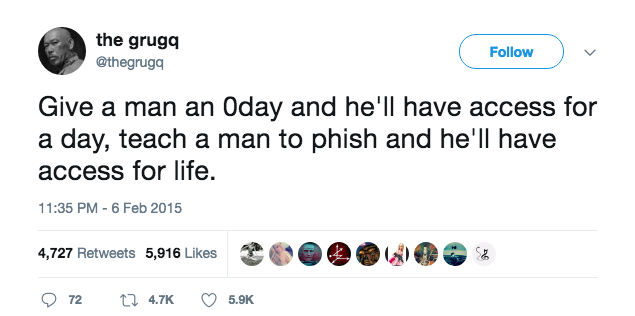 the grugq
@thegrugq
Follow
Give a man an 0day and he'll have access for
a day, teach a man to phish and he'll have
access for life.
11:35 PM - 6 Feb 2015
4,727 Retweets 5,916 Likes
72 4.7K 5.9K